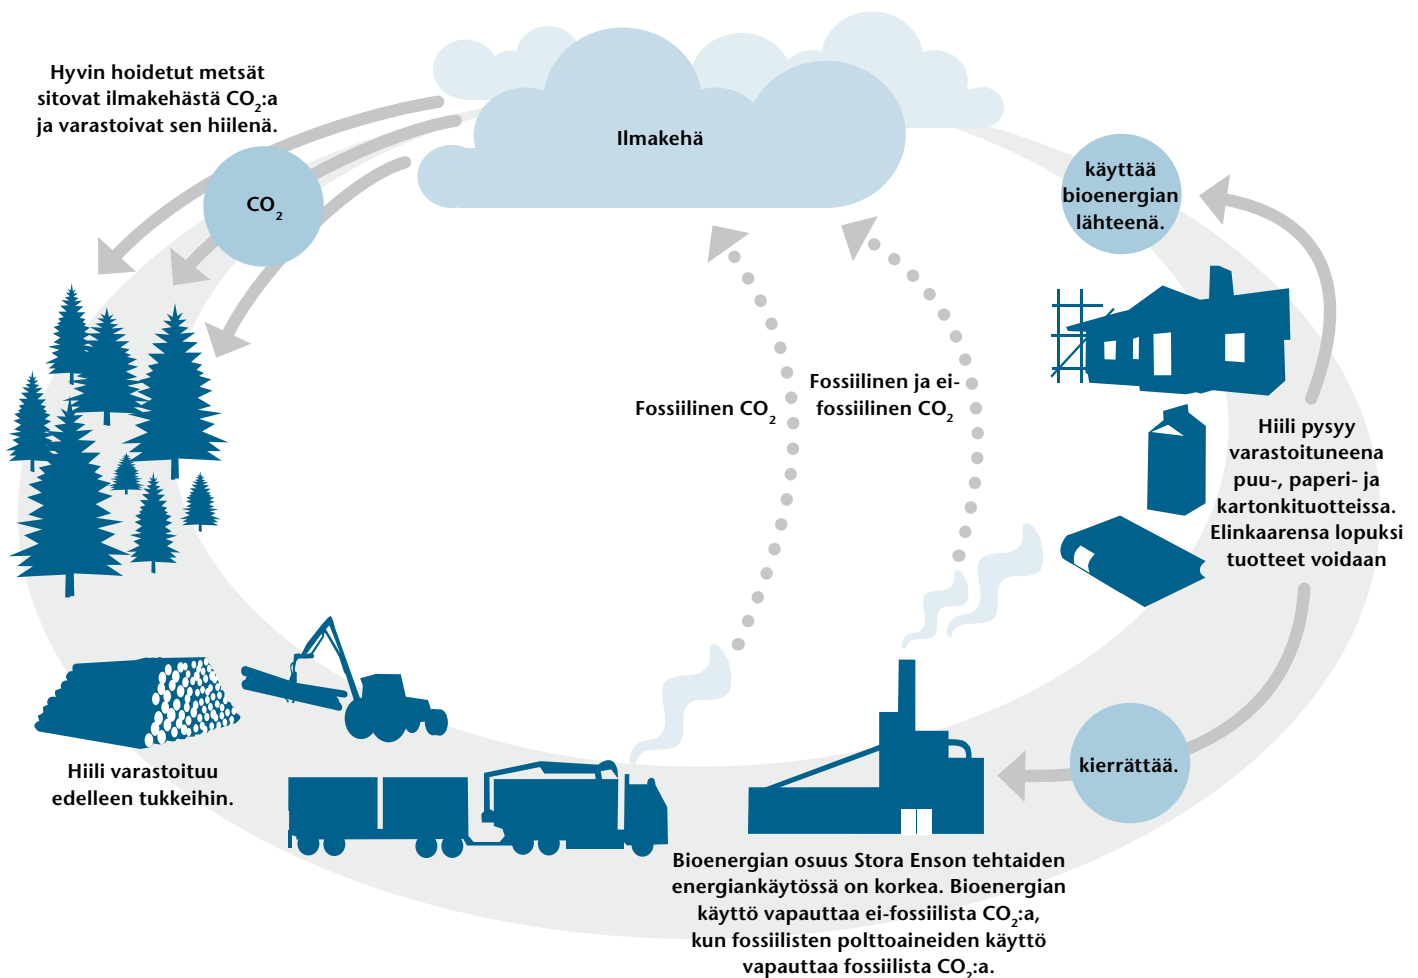 Hyvin hoidetut metsät
sitovat ilmakehästä CO₂:a
ja varastoivat sen hiilenä.
CO₂
Ilmakehä
käyttää
bioenergian
lähteenä.
Fossiilinen CO₂
Fossiilinen ja ei-
fossiilinen CO₂
Hiili pysyy
varastoituneena
puu-, paperi- ja
kartonkituotteissa.
Elinkaarensa lopuksi
tuotteet voidaan
kierrättää.
Hiili varastoituu
edelleen tukkeihin.
Bioenergian osuus Stora Enson tehtaiden
energiankäytössä on korkea. Bioenergian
käyttö vapauttaa ei-fossiilista CO₂:a,
kun fossiilisten polttoaineiden käyttö
vapauttaa fossiilista CO₂:a.